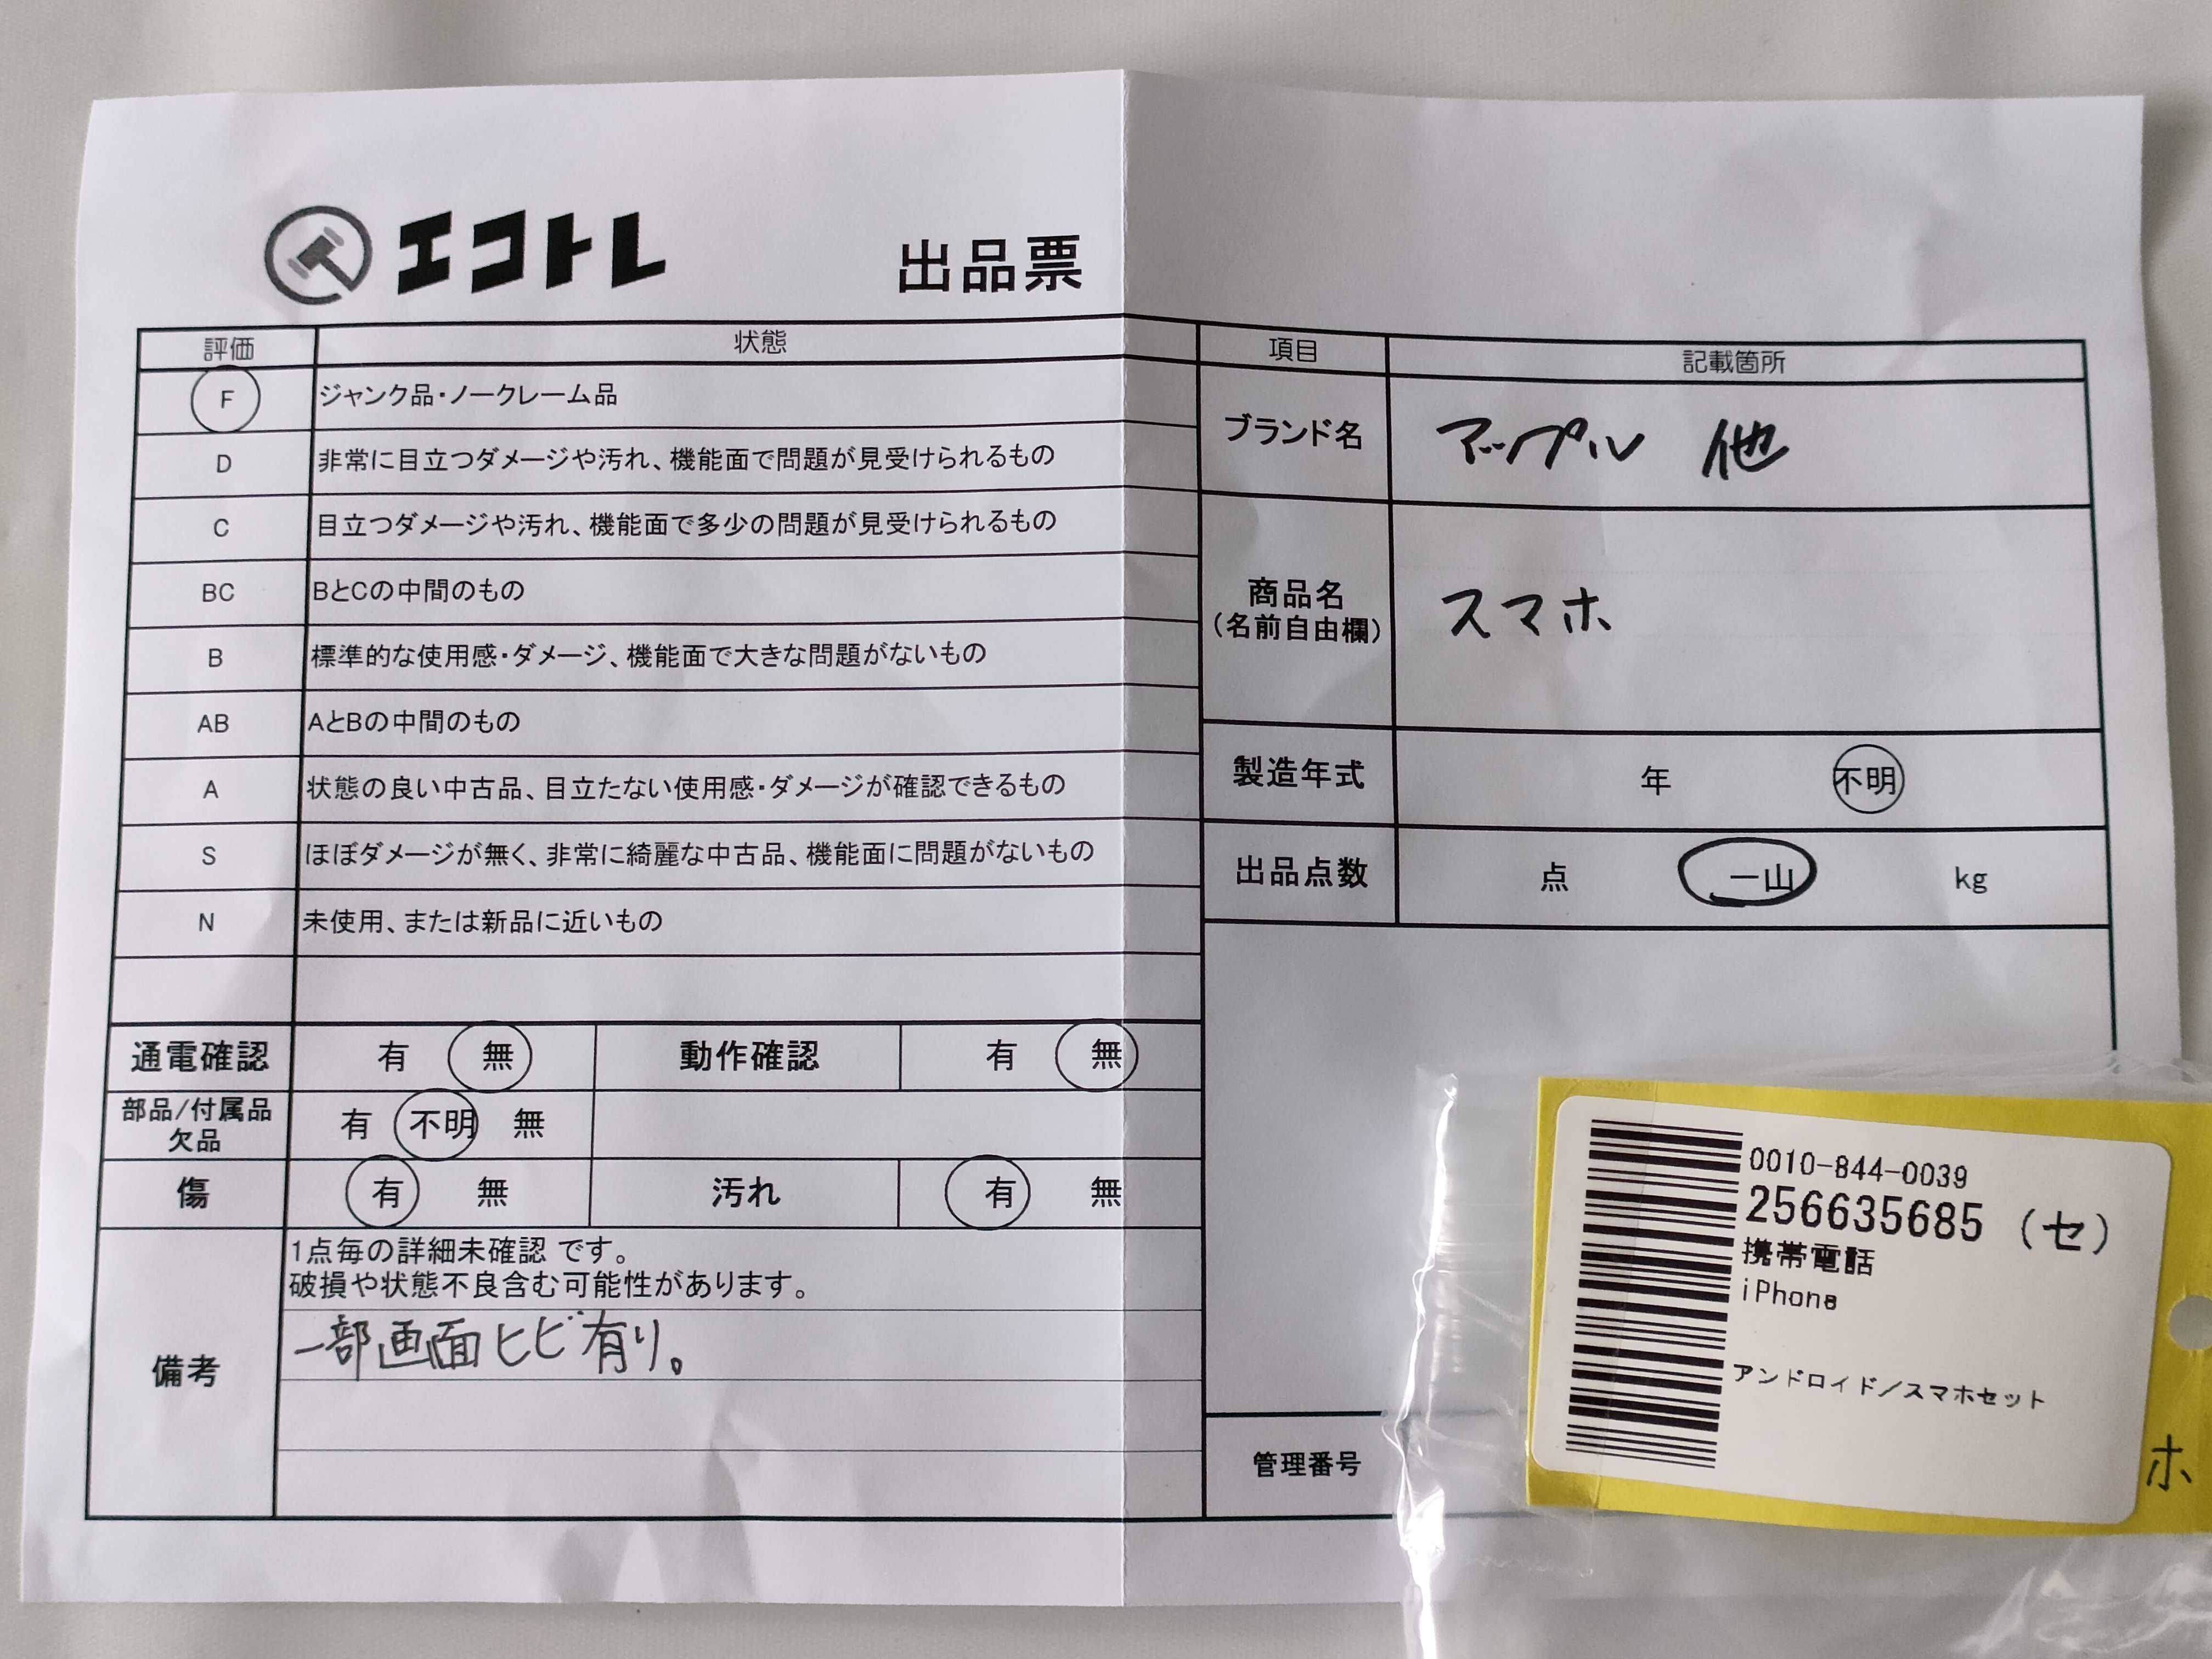 エコトレ
出品票
評価 状態
F ジャンク品・ノークレーム品
D 非常に目立つダメージや汚れ、機能面で問題が見受けられるもの
C 目立つダメージや汚れ、機能面で多少の問題が見受けられるもの
BC BとCの中間のもの
B 標準的な使用感・ダメージ、機能面で大きな問題がないもの
AB AとBの中間のもの
A 状態の良い中古品、目立たない使用感・ダメージが確認できるもの
S ほぼダメージが無く、非常に綺麗な中古品、機能面に問題がないもの
N 未使用、または新品に近いもの
通電確認 有 無 動作確認 有 無
部品/付属品
欠品
有 不明 無
傷 有 無 汚れ 有 無
備考
1点毎の詳細未確認 です。
破損や状態不良含む可能性があります。
一部画面ヒビ有り。
項目 記載箇所
ブランド名 アップル 他
商品名
(名前自由欄)
スマホ
製造年式 年 不明
出品点数 点 一山 kg
管理番号
0010-844-0039
256635685 (セ)
携帯電話
iPhone
アンドロイド/スマホセット
ホ